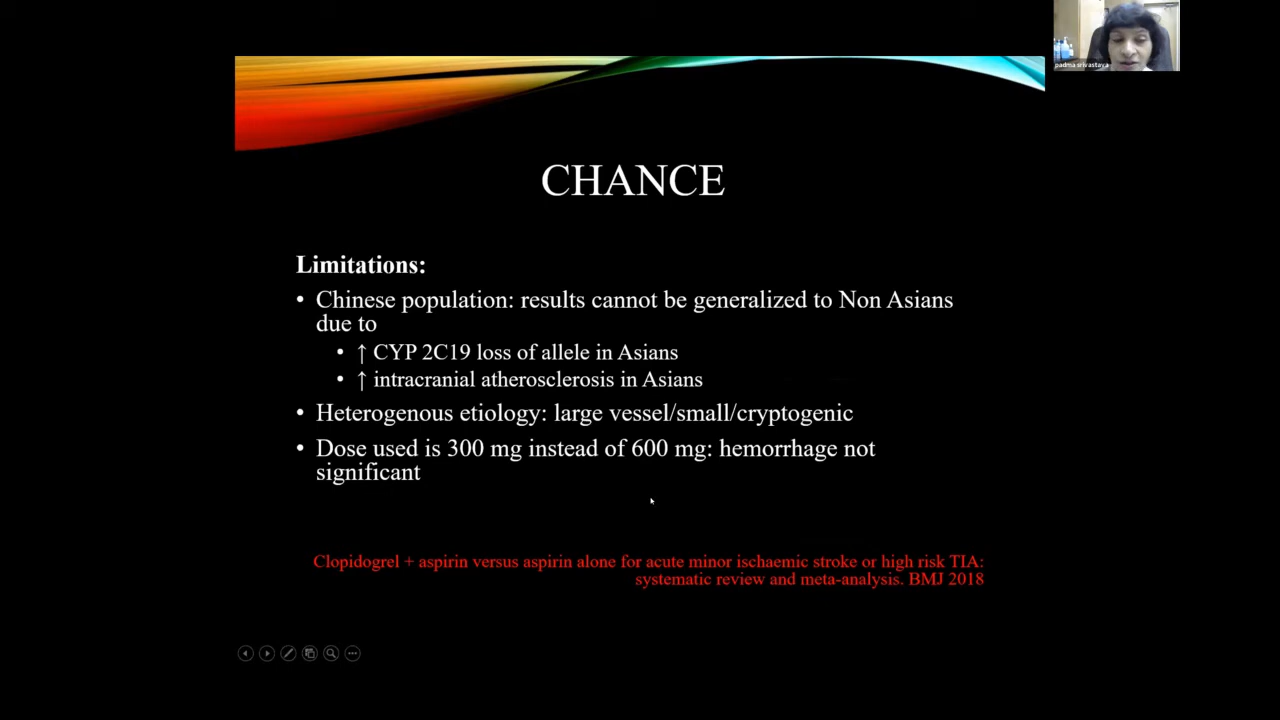 padma srivastava
CHANCE
Limitations:
• Chinese population: results cannot be generalized to Non Asians
due to
• ↑ CYP 2C19 loss of allele in Asians
• ↑ intracranial atherosclerosis in Asians
• Heterogenous etiology: large vessel/small/cryptogenic
• Dose used is 300 mg instead of 600 mg: hemorrhage not
significant
Clopidogrel + aspirin versus aspirin alone for acute minor ischaemic stroke or high risk TIA:
systematic review and meta-analysis. BMJ 2018